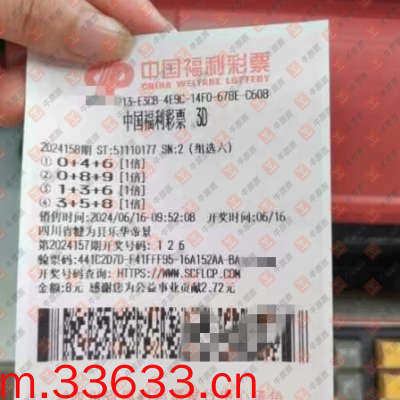 中国福利彩票
CHINA WELFARE LOTTERY
13-E3CB-4E9C-14F0-67BE-C60B
中国福利彩票 3D
2024158期 ST:51110177 SN:2 (组选六)
① 0+4+6 [1倍]
② 0+8+9 [1倍]
③ 1+3+6 [1倍]
④ 3+5+8 [1倍]
销售时间:2024/06/16-09:52:08 开奖时间:06/16
四川省犍为县乐华帝景
第2024157期开奖号码: 1 2 6
验票码:441C2D7D-F41FFF95-16A152AA-BA
开奖号码查询: HTTPS://WWW.SCFLCP.COM
金额:8元 感谢您为公益事业贡献2.72元
m.33633.cn